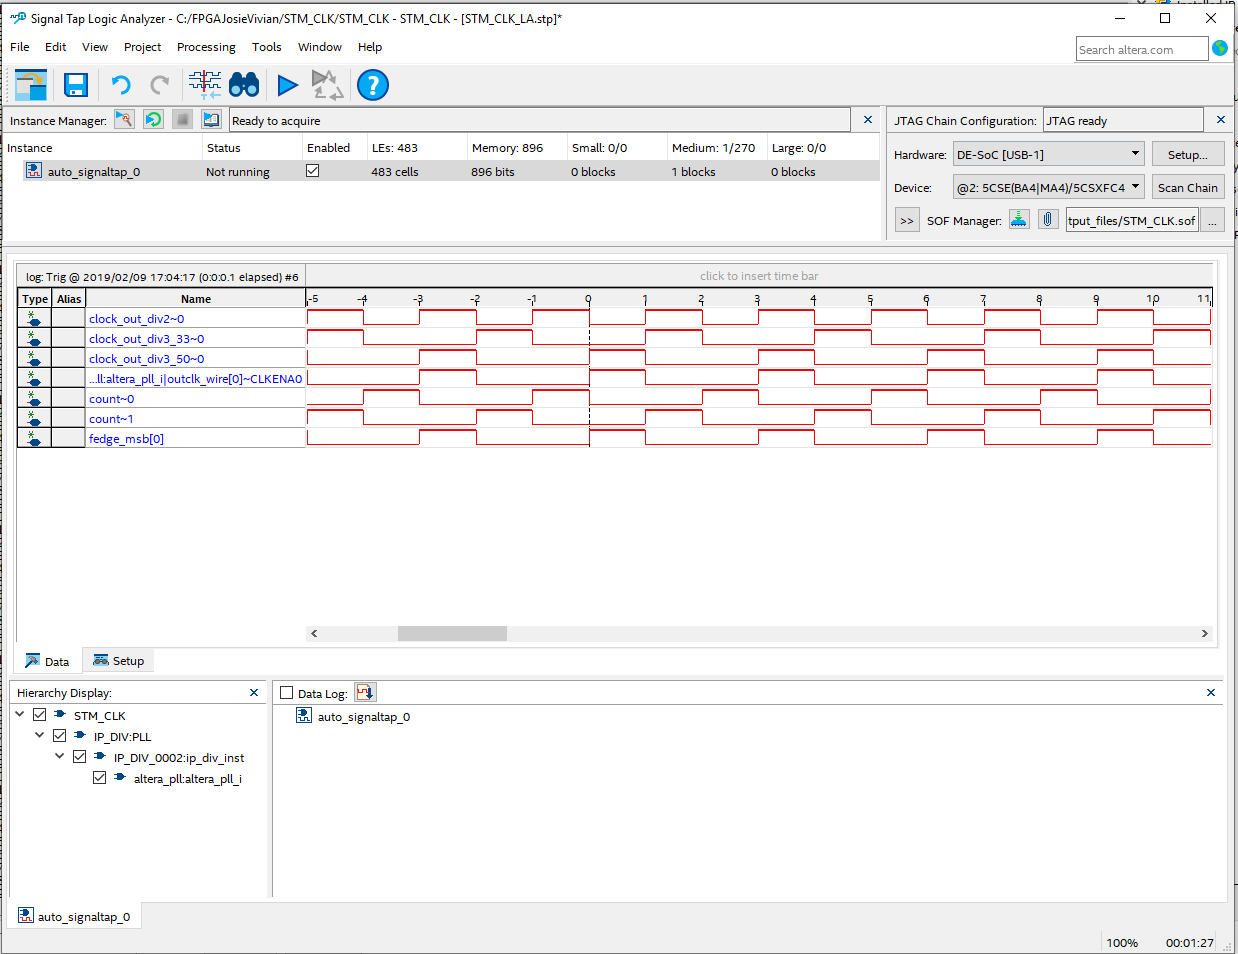 Signal Tap Logic Analyzer - C:/FPGAJosieVivian/STM_CLK/STM_CLK - STM_CLK - [STM_CLK_LA.stp]*
File Edit View Project Processing Tools Window Help
Search altera.com
Instance Manager: Ready to acquire
JTAG Chain Configuration: JTAG ready
Instance Status Enabled LEs: 483 Memory: 896 Small: 0/0 Medium: 1/270 Large: 0/0
auto_signaltap_0 Not running 483 cells 896 bits 0 blocks 1 blocks 0 blocks
Hardware: DE-SoC [USB-1] Setup...
Device: @2: 5CSE(BA4|MA4)/5CSXFC4 Scan Chain
>> SOF Manager: tput_files/STM_CLK.sof ...
log: Trig @ 2019/02/09 17:04:17 (0:0:0.1 elapsed) #6 click to insert time bar
Type Alias Name -5 -4 -3 -2 -1 0 1 2 3 4 5 6 7 8 9 10 11
clock_out_div2~0
clock_out_div3_33~0
clock_out_div3_50~0
...ll:altera_pll_i|outclk_wire[0]~CLKENA0
count~0
count~1
fedge_msb[0]
Data Setup
Hierarchy Display:
STM_CLK
IP_DIV:PLL
IP_DIV_0002:ip_div_inst
altera_pll:altera_pll_i
Data Log:
auto_signaltap_0
auto_signaltap_0
100% 00:01:27